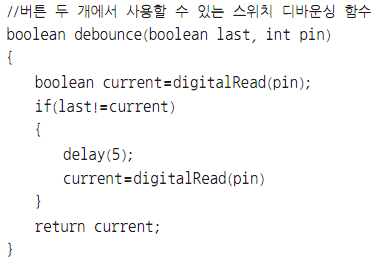 //버튼 두 개에서 사용할 수 있는 스위치 디바운싱 함수
boolean debounce(boolean last, int pin)
{
boolean current=digitalRead(pin);
if(last!=current)
{
delay(5);
current=digitalRead(pin)
}
return current;
}